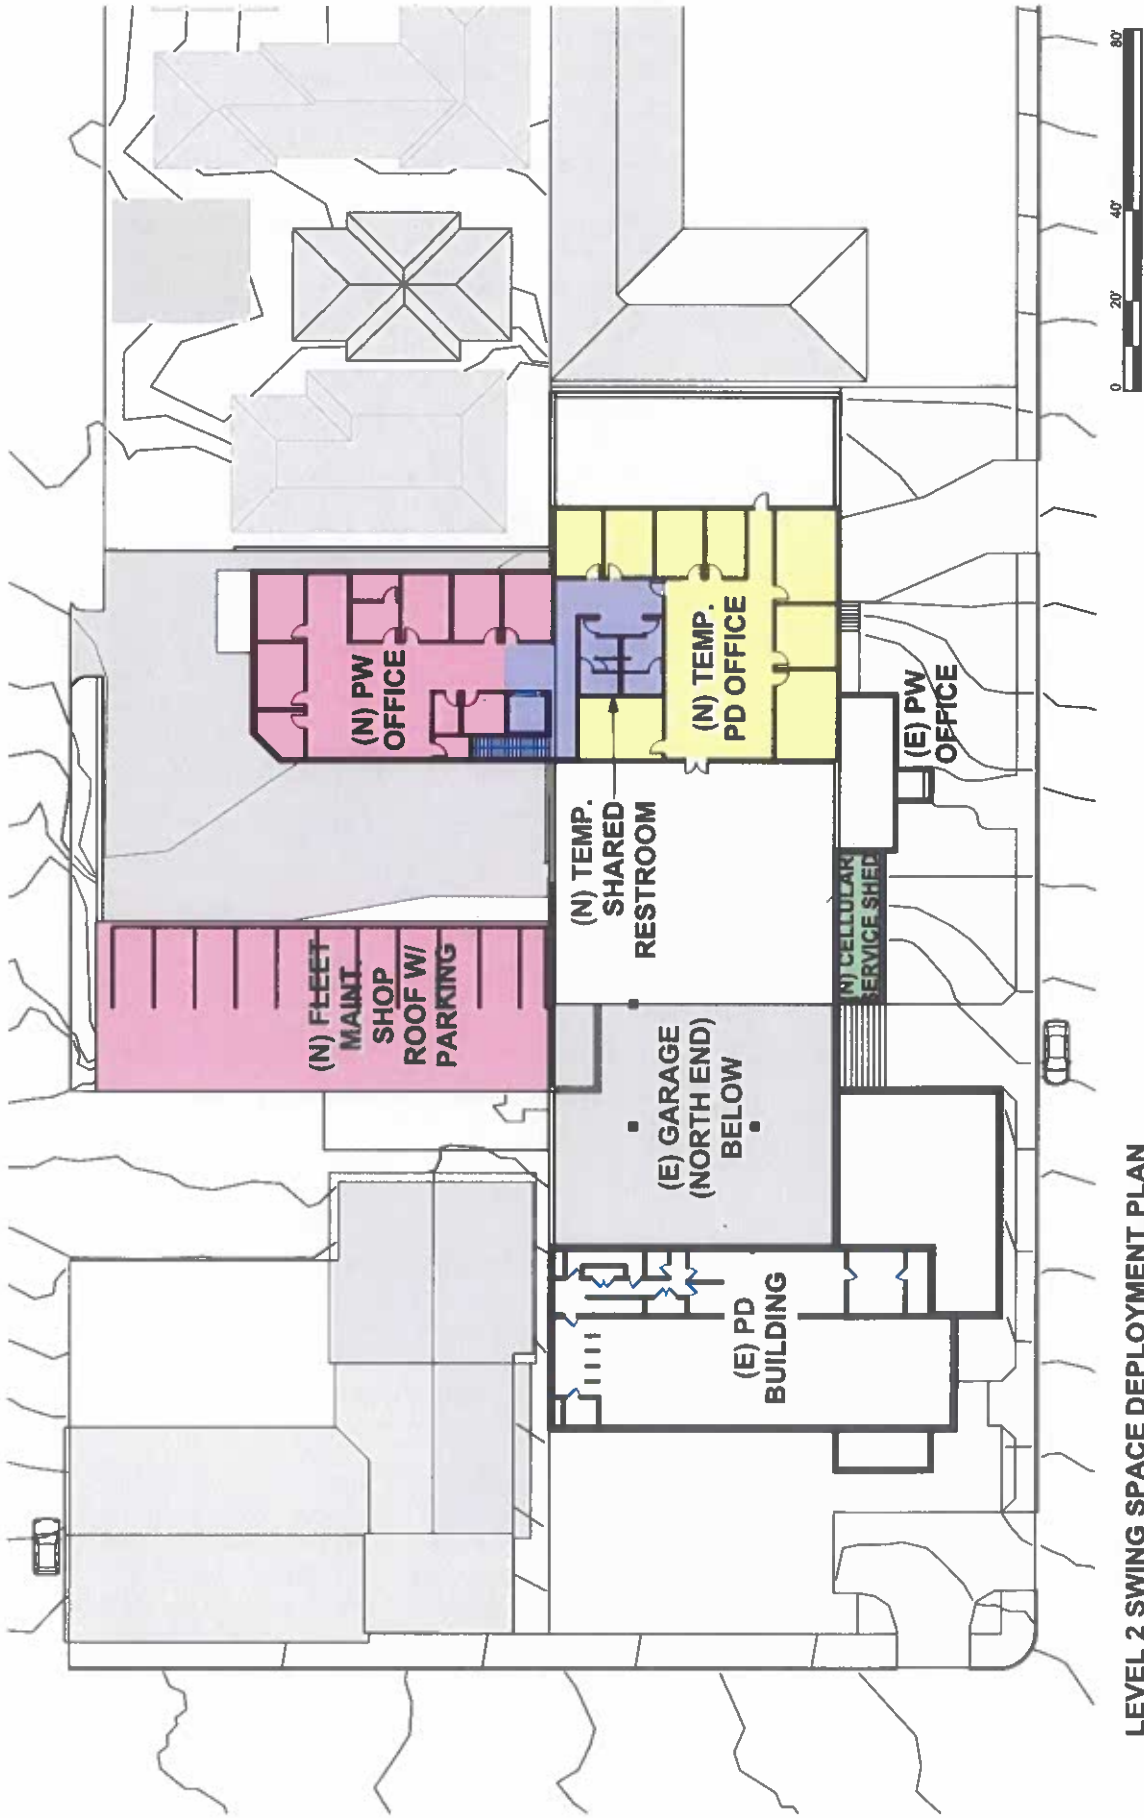 (N) PW
OFFICE
(N) FLEET
MAINT.
SHOP
ROOF W/
PARKING
(N) TEMP.
SHARED
RESTROOM
(N) TEMP.
PD OFFICE
(E) PW
OFFICE
(N) CELLULAR
SERVICE SHED
(E) GARAGE
(NORTH END)
BELOW
(E) PD
BUILDING
0 20' 40' 80'
LEVEL 2 SWING SPACE DEPLOYMENT PLAN